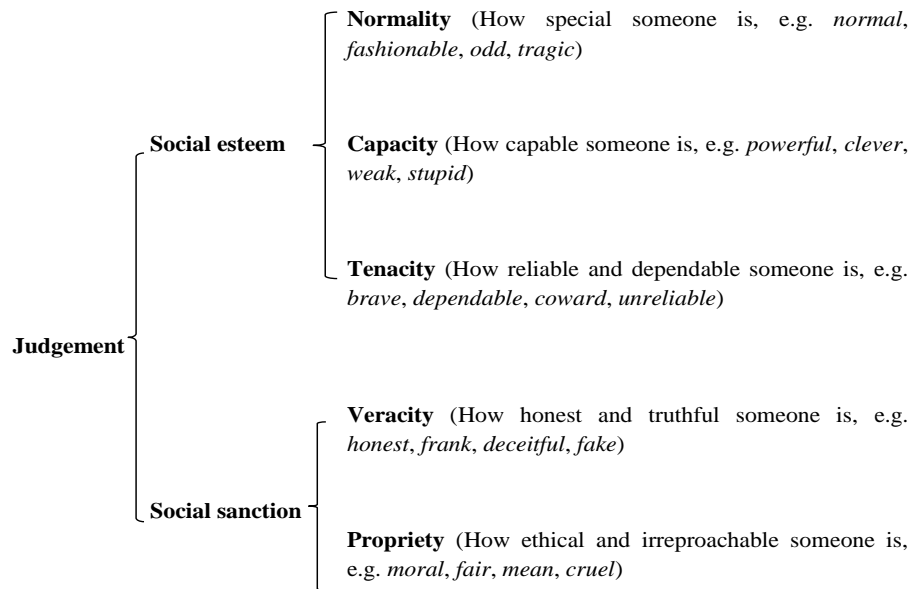 Normality (How special someone is, e.g. normal,
fashionable, odd, tragic)
Social esteem
Capacity (How capable someone is, e.g. powerful, clever,
weak, stupid)
Tenacity (How reliable and dependable someone is, e.g.
brave, dependable, coward, unreliable)
Judgement
Veracity (How honest and truthful someone is, e.g.
honest, frank, deceitful, fake)
Social sanction
Propriety (How ethical and irreproachable someone is,
e.g. moral, fair, mean, cruel)